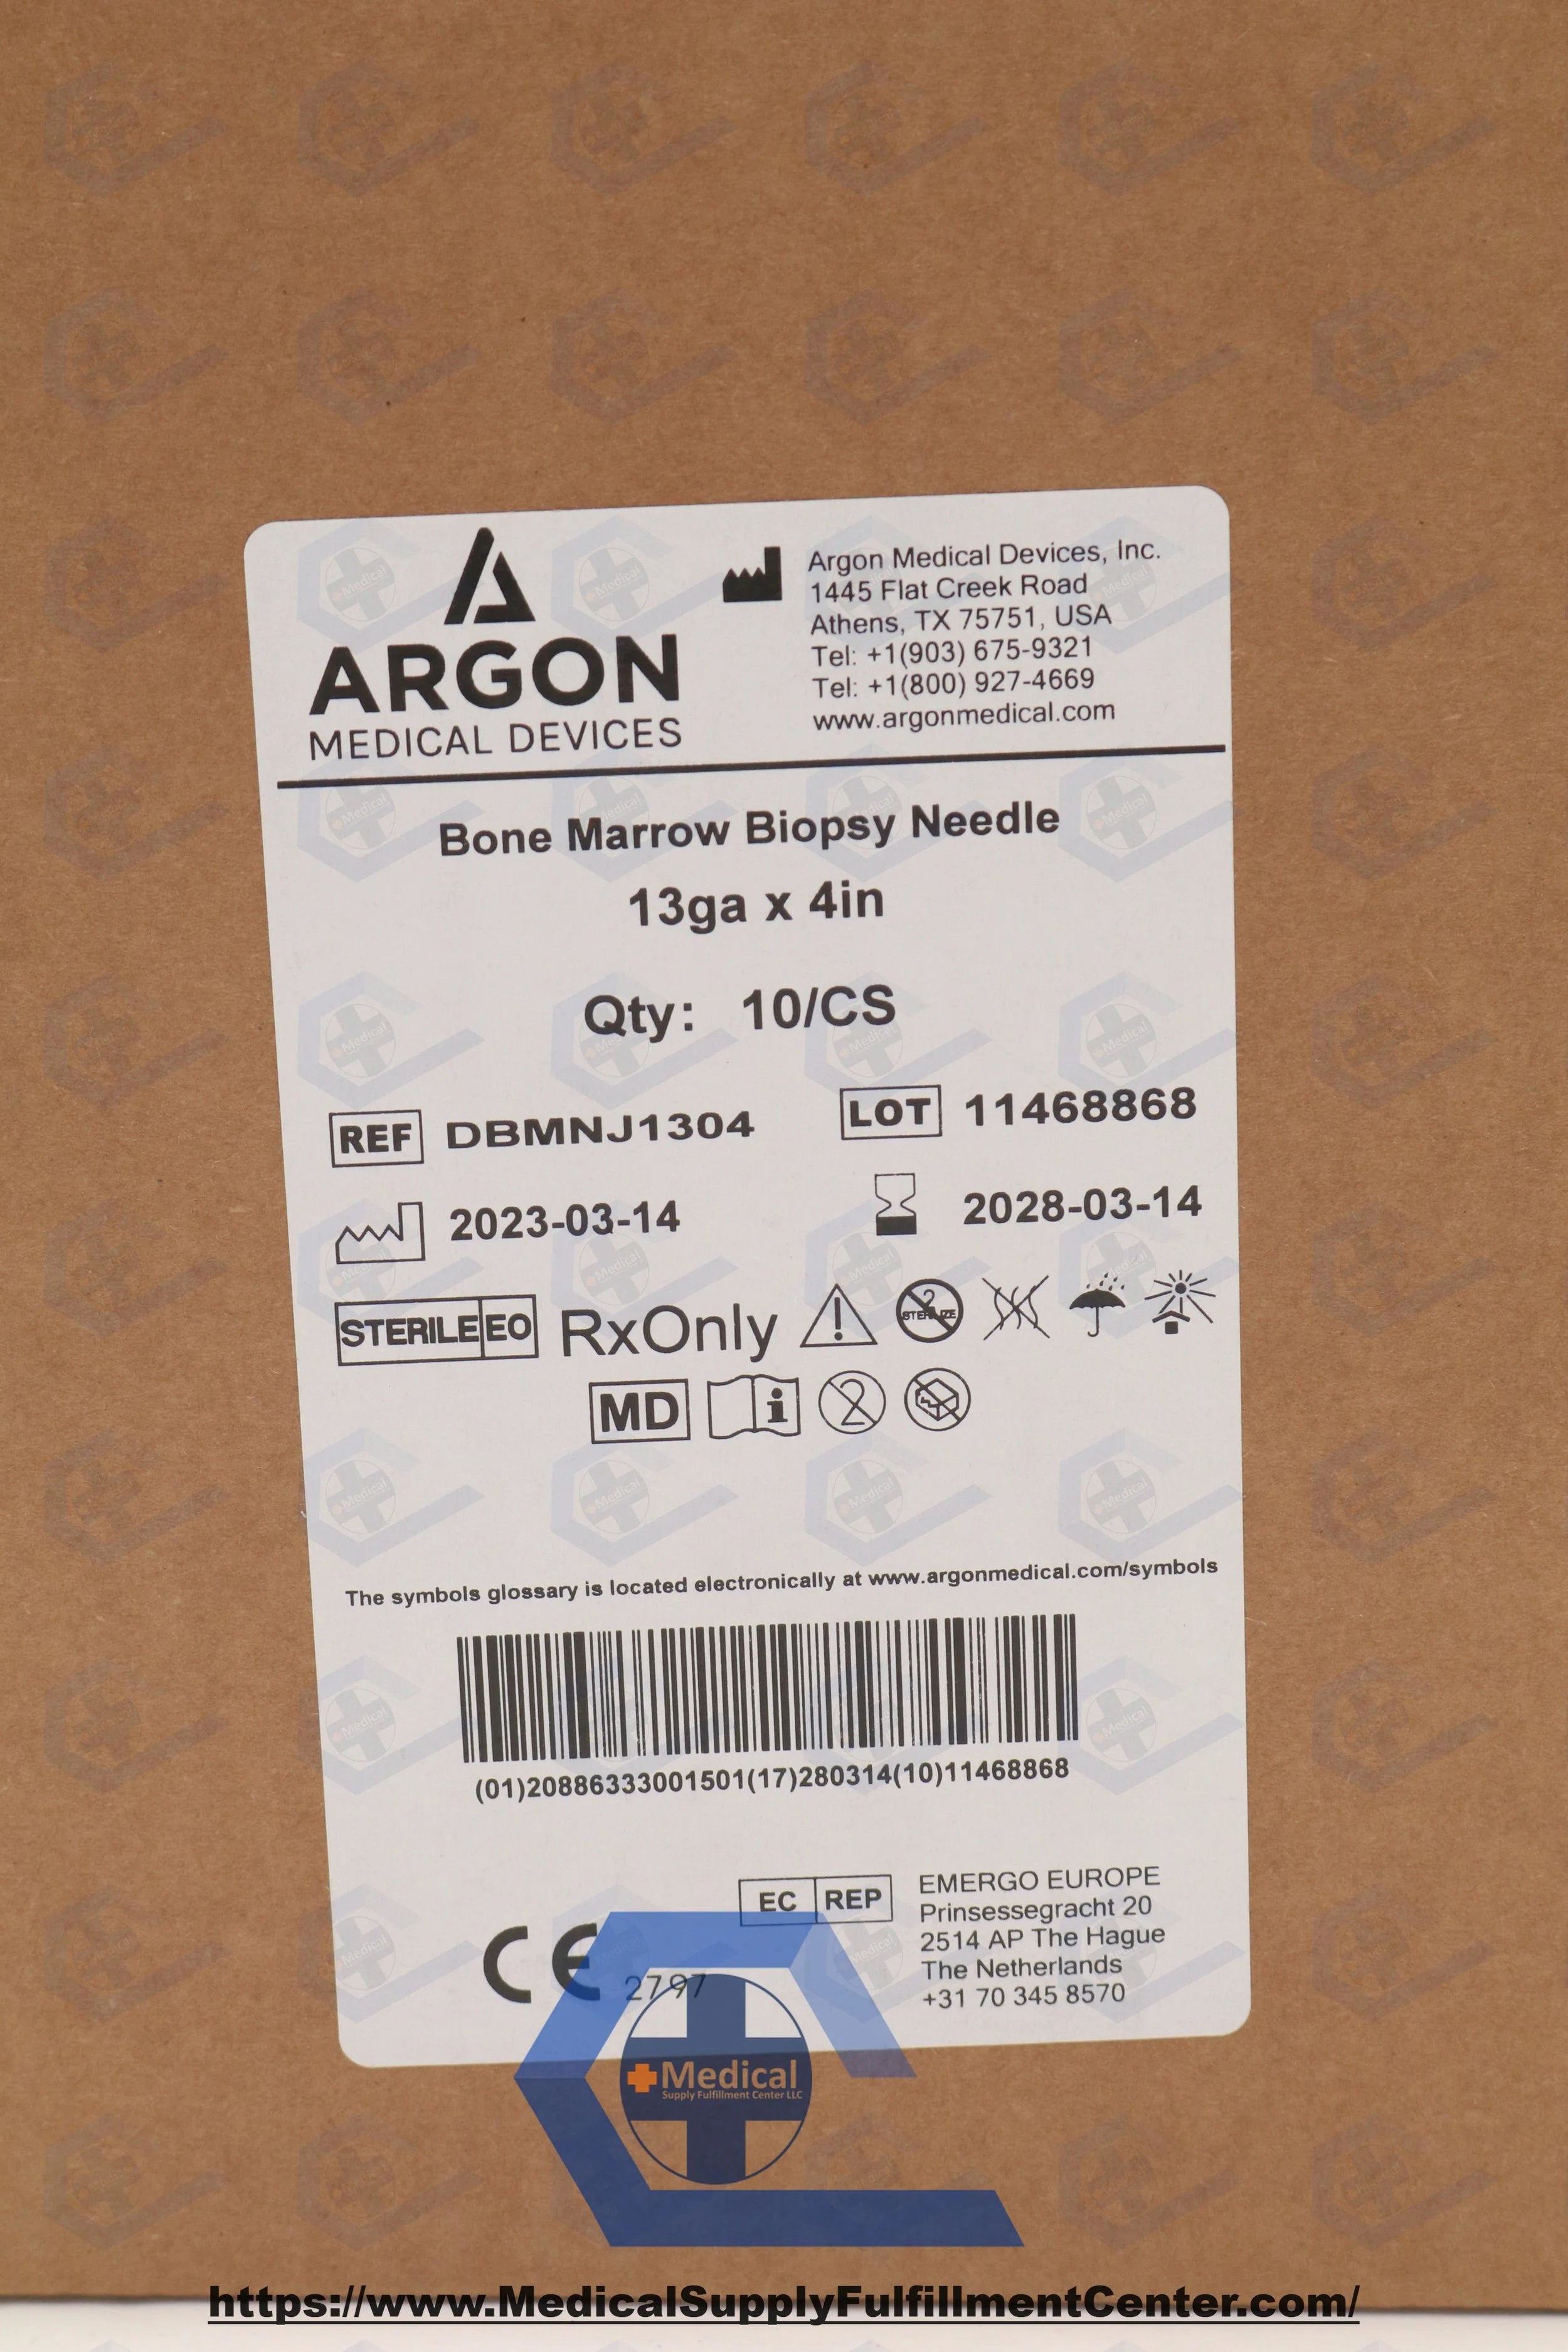 ARGON
MEDICAL DEVICES
Argon Medical Devices, Inc.
1445 Flat Creek Road
Athens, TX 75751, USA
Tel: +1(903) 675-9321
Tel: +1(800) 927-4669
www.argonmedical.com
Bone Marrow Biopsy Needle
13ga x 4in
Qty: 10/CS
REF DBMNJ1304
LOT 11468868
2023-03-14
2028-03-14
STERILE EO RxOnly
2 STERILIZE
MD i 2
The symbols glossary is located electronically at www.argonmedical.com/symbols
(01)20886333001501(17)280314(10)11468868
EC REP
EMERGO EUROPE
Prinsessegracht 20
2514 AP The Hague
The Netherlands
+31 70 345 8570
CE 2797
Medical
Supply Fulfillment Center LLC
https://www.MedicalSupplyFulfillmentCenter.com/